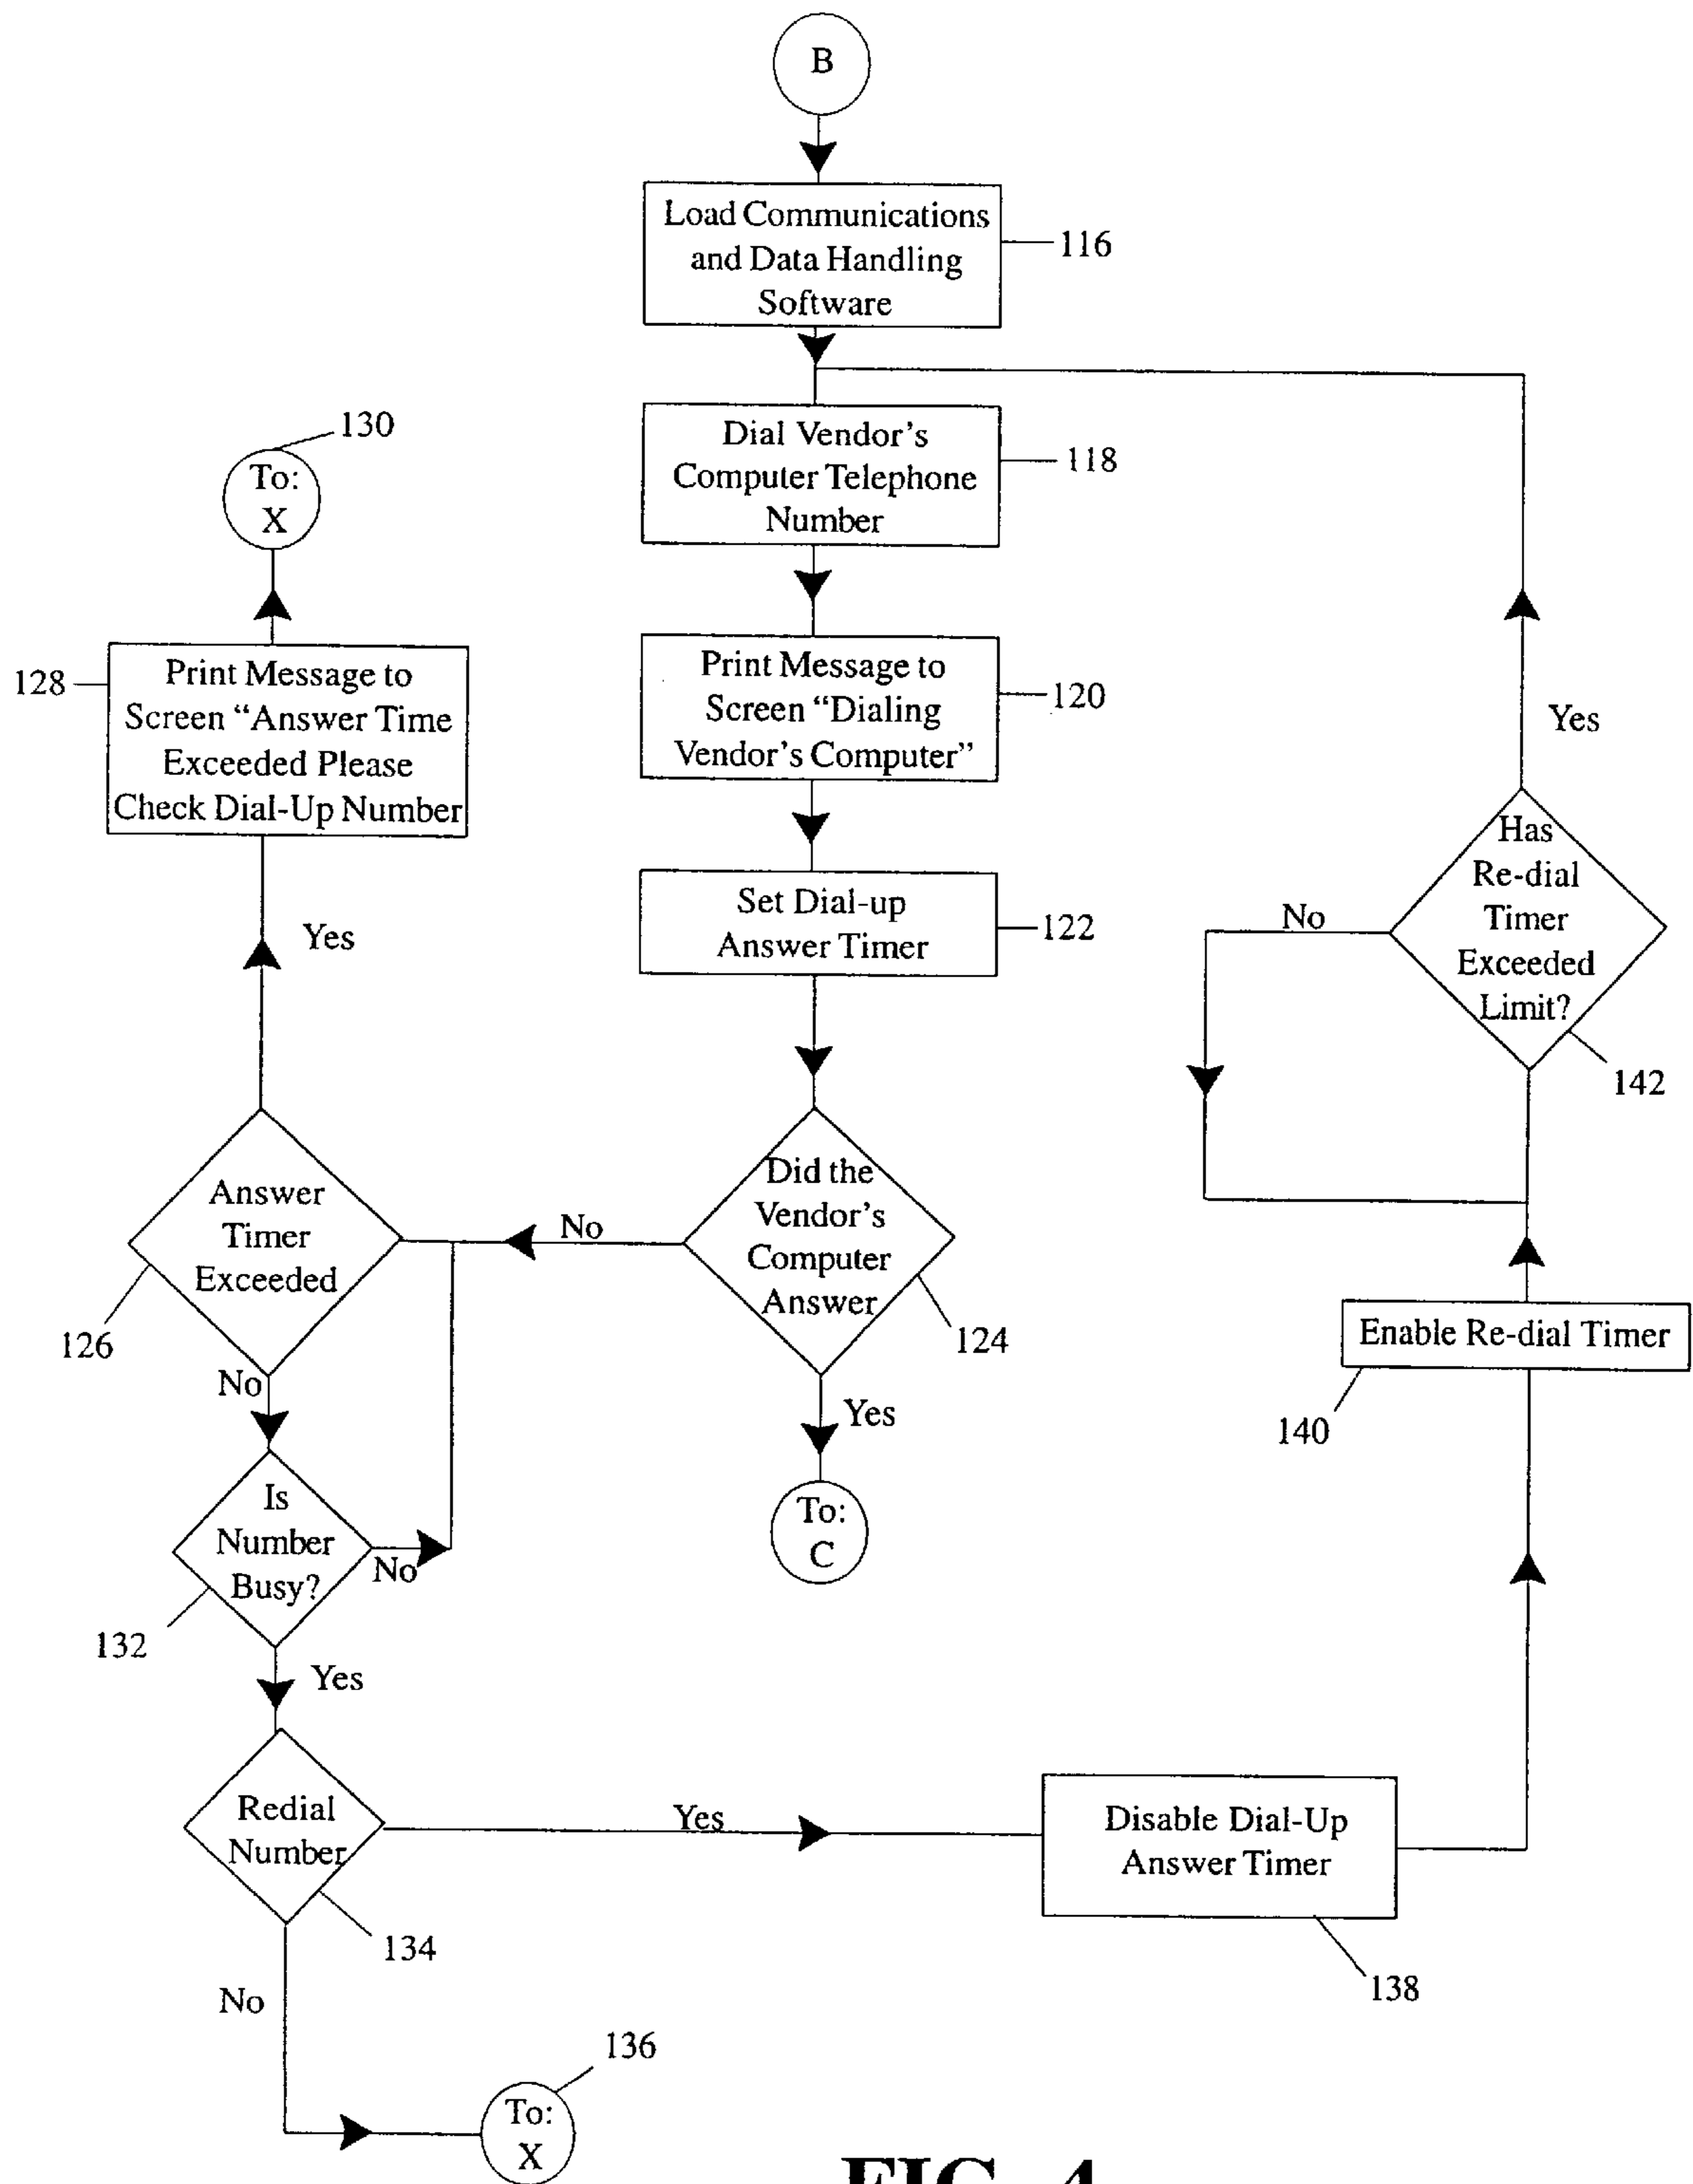 B
Load Communications
and Data Handling
Software
116
130
To:
X
Dial Vendor's
Computer Telephone
Number
118
128
Print Message to
Screen “Answer Time
Exceeded Please
Check Dial-Up Number
Print Message to
Screen “Dialing
Vendor's Computer”
120
Yes
Yes
Set Dial-up
Answer Timer
122
No
Has
Re-dial
Timer
Exceeded
Limit?
142
Answer
Timer
Exceeded
126
No
Did the
Vendor's
Computer
Answer
124
No
Yes
Enable Re-dial Timer
140
Is
Number
Busy?
No
132
To:
C
Yes
Redial
Number
134
Yes
Disable Dial-Up
Answer Timer
138
No
136
To:
X
FIG. 4